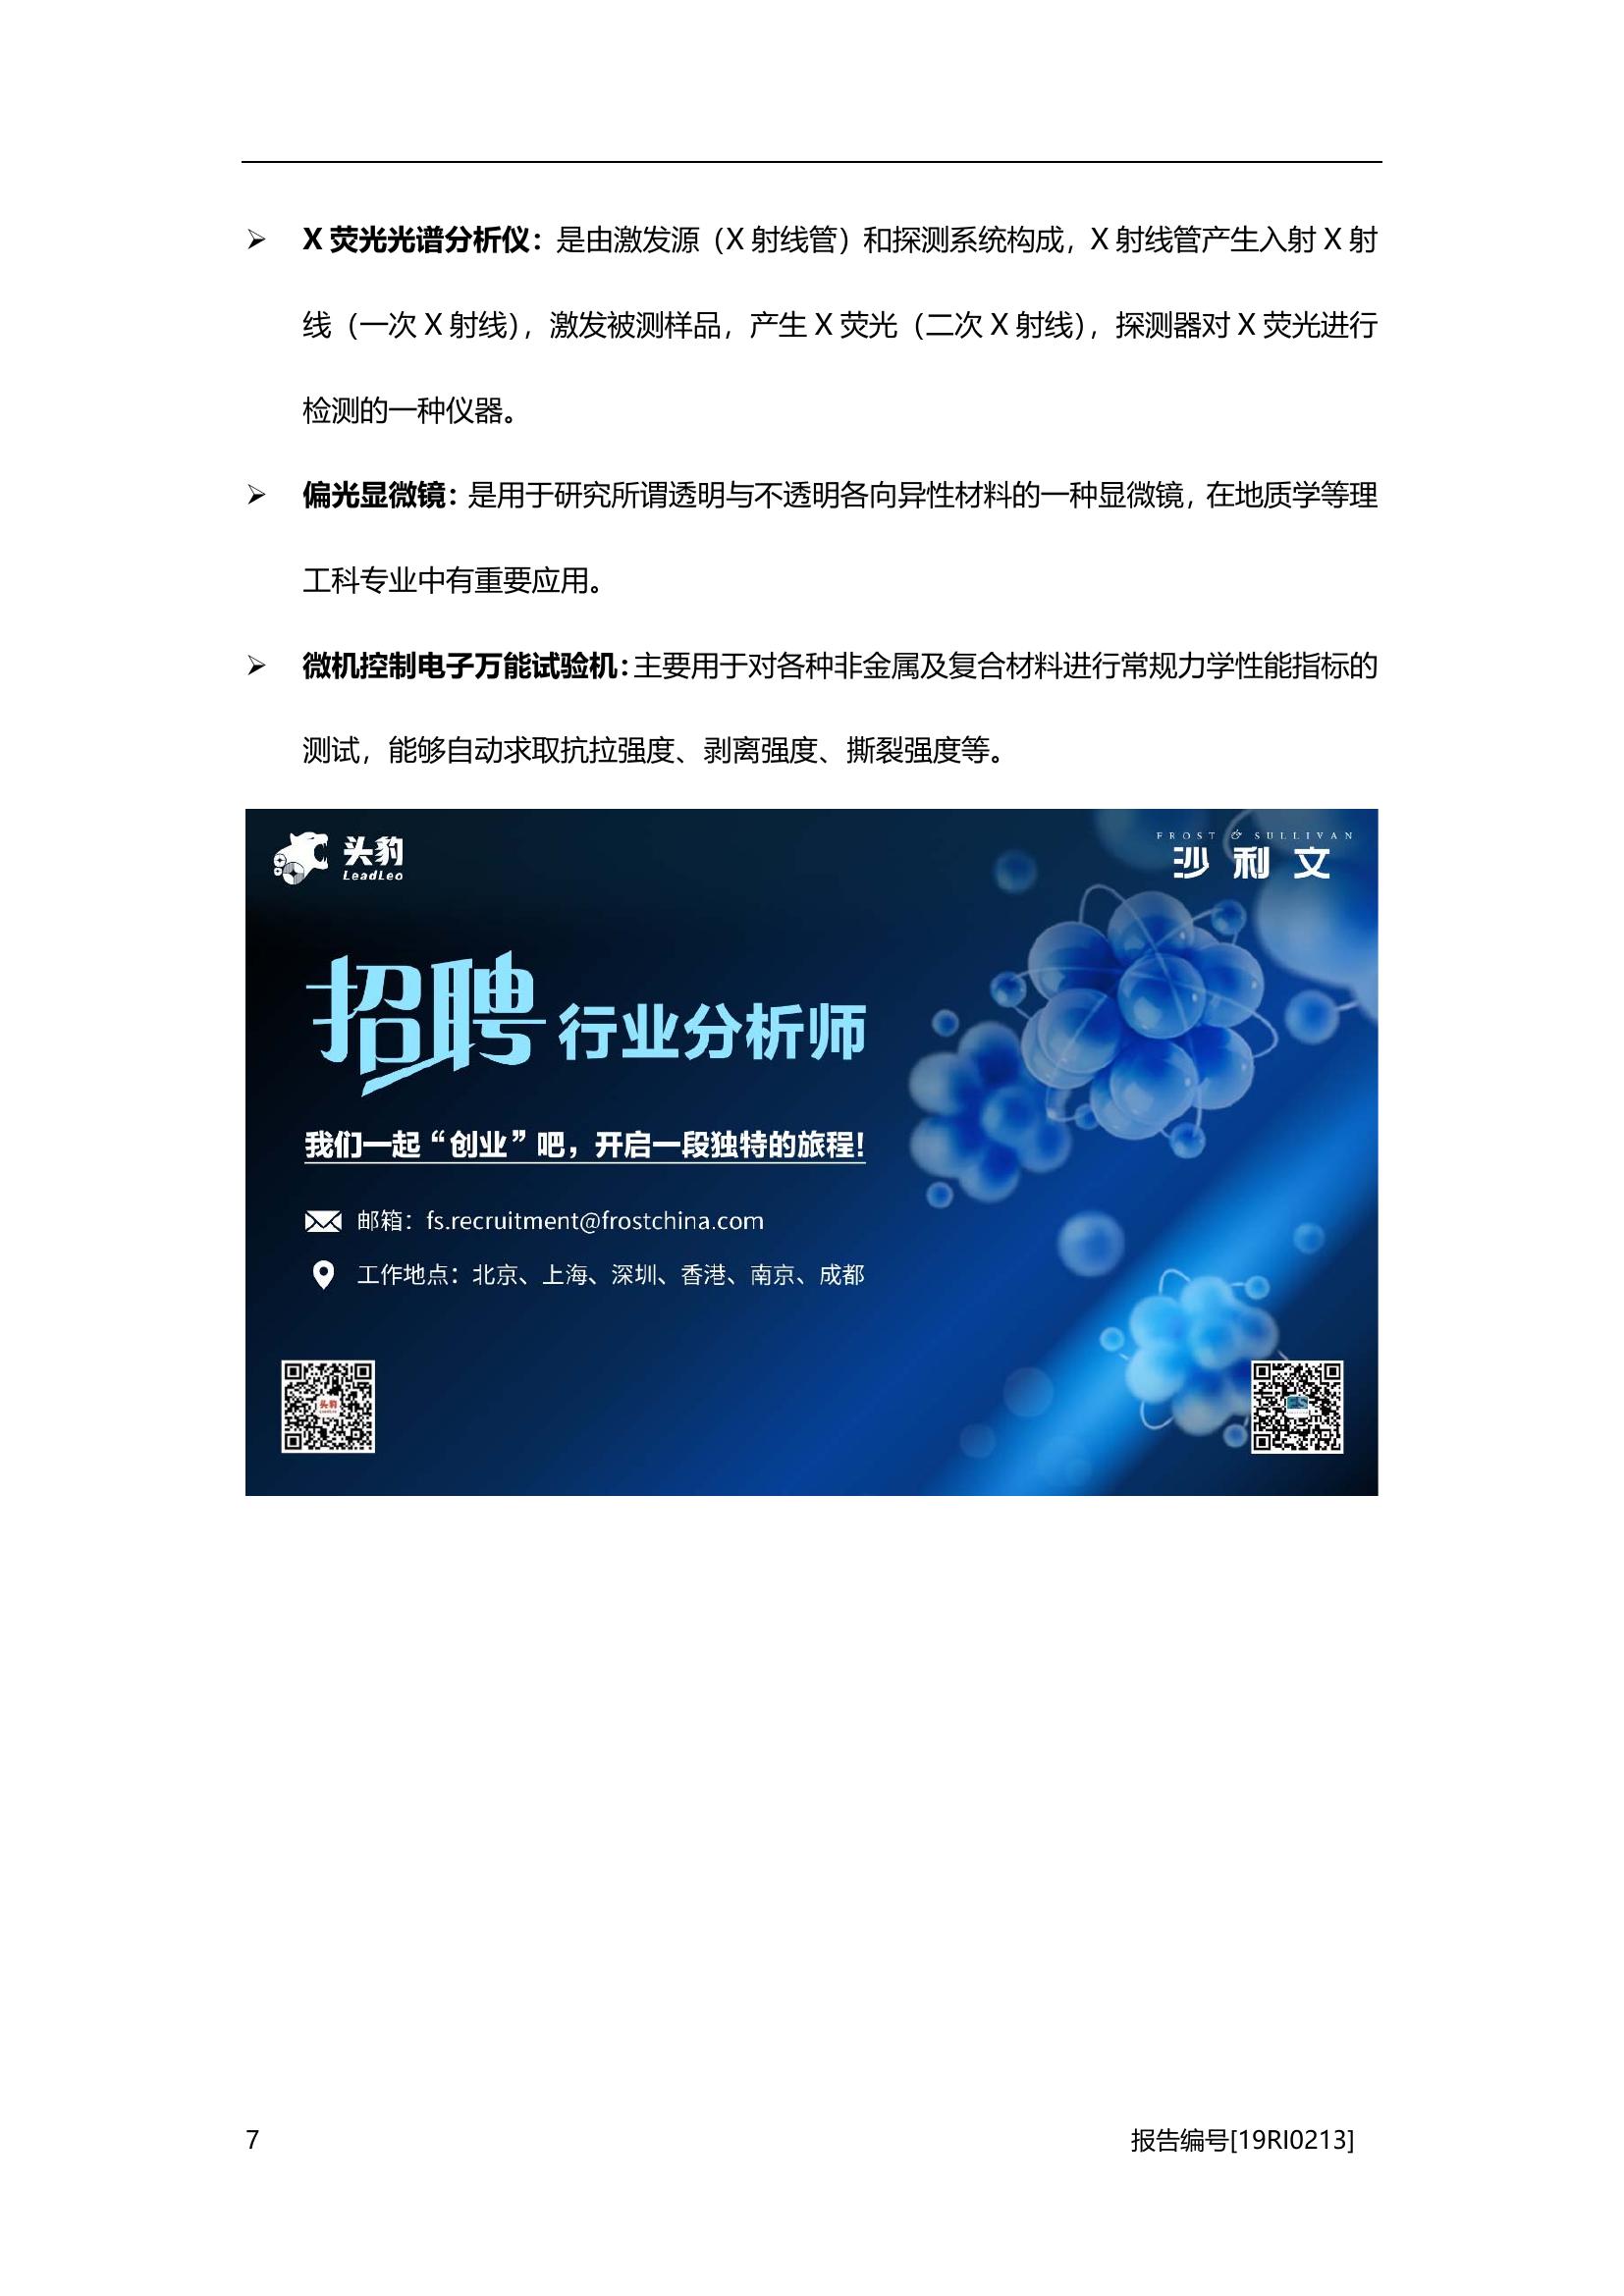 ➢ X 荧光光谱分析仪：是由激发源（X 射线管）和探测系统构成，X 射线管产生入射 X 射
线（一次 X 射线），激发被测样品，产生 X 荧光（二次 X 射线），探测器对 X 荧光进行
检测的一种仪器。
➢ 偏光显微镜：是用于研究所谓透明与不透明各向异性材料的一种显微镜，在地质学等理
工科专业中有重要应用。
➢ 微机控制电子万能试验机：主要用于对各种非金属及复合材料进行常规力学性能指标的
测试，能够自动求取抗拉强度、剥离强度、撕裂强度等。
头豹
LeadLeo
FROST & SULLIVAN
沙利文
招聘 行业分析师
我们一起“创业”吧，开启一段独特的旅程！
邮箱：fs.recruitment@frostchina.com
工作地点：北京、上海、深圳、香港、南京、成都
头豹
FS
7
报告编号[19RI0213]